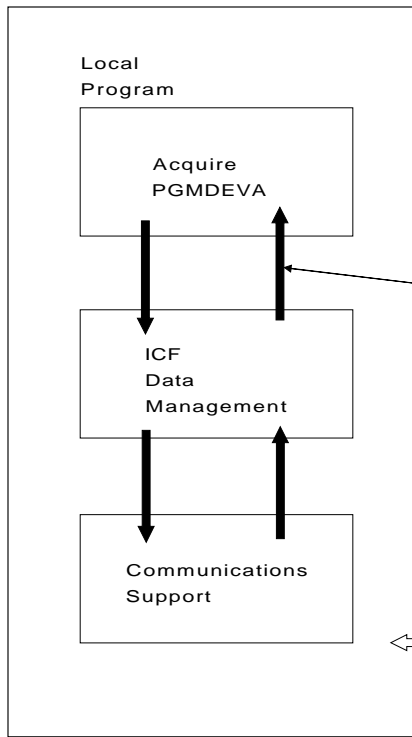 Local
Program
Acquire
PGMDEVA
ICF
Data
Management
Communications
Support